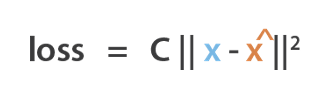 loss = C || x - x̂ ||²